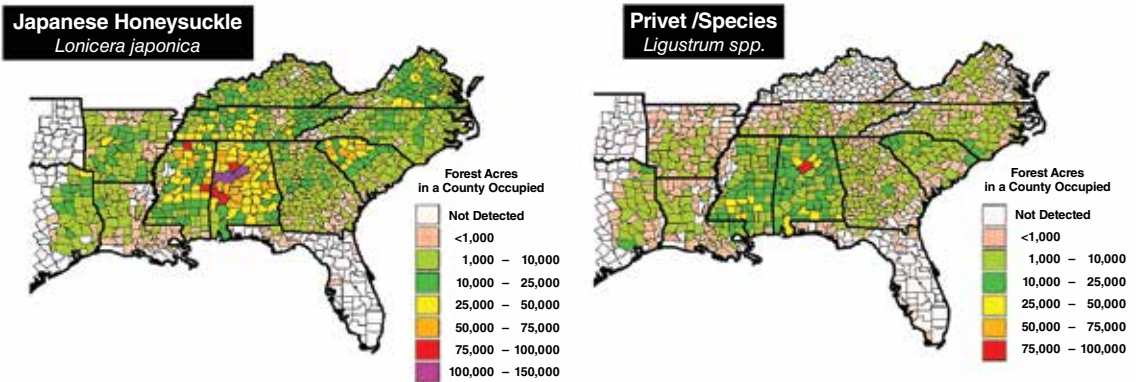 Japanese Honeysuckle
Lonicera japonica
Forest Acres
in a County Occupied
Not Detected
<1,000
1,000 – 10,000
10,000 – 25,000
25,000 – 50,000
50,000 – 75,000
75,000 – 100,000
100,000 – 150,000
Privet /Species
Ligustrum spp.
Forest Acres
in a County Occupied
Not Detected
<1,000
1,000 – 10,000
10,000 – 25,000
25,000 – 50,000
50,000 – 75,000
75,000 – 100,000